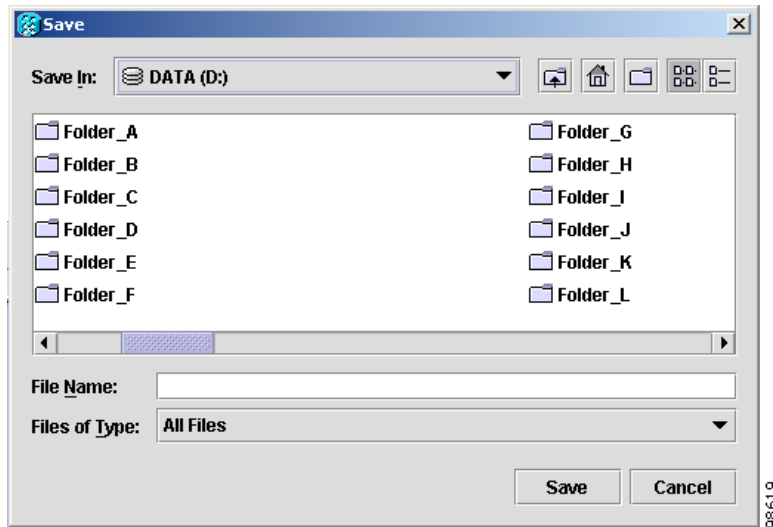 Save
Save In: DATA (D:)
Folder_A
Folder_B
Folder_C
Folder_D
Folder_E
Folder_F
Folder_G
Folder_H
Folder_I
Folder_J
Folder_K
Folder_L
File Name:
Files of Type: All Files
Save Cancel
98619